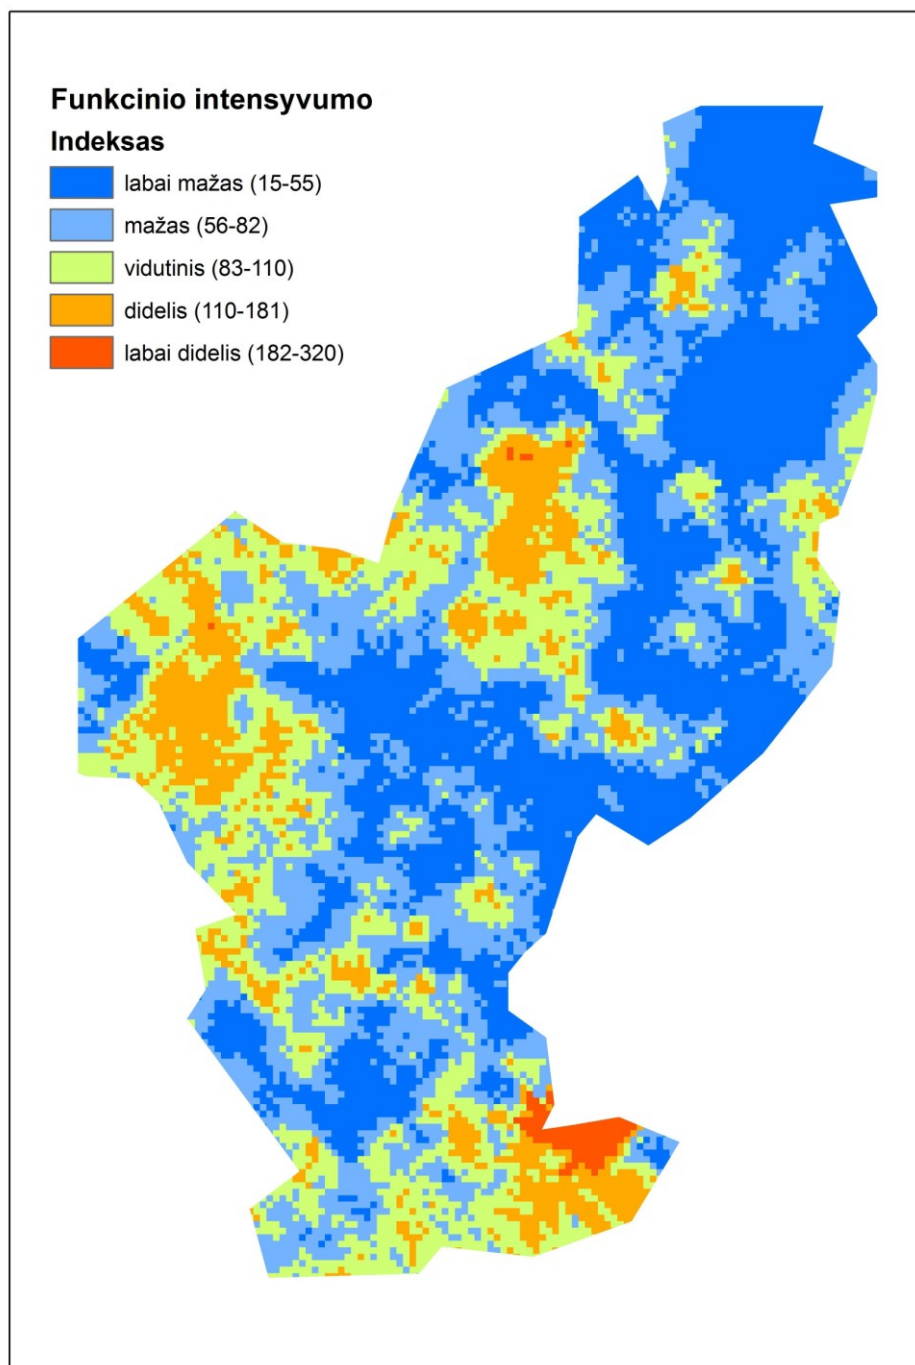 Funkcinio intensyvumo
Indeksas
labai mažas (15-55)
mažas (56-82)
vidutinis (83-110)
didelis (110-181)
labai didelis (182-320)